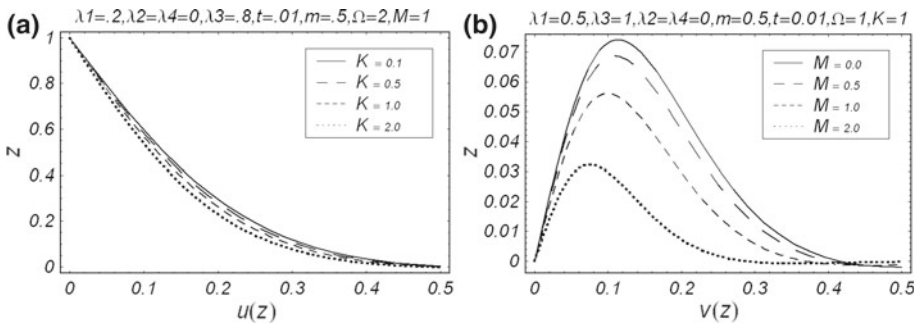 (a)
λ1=.2,λ2=λ4=0,λ3=.8,t=.01,m=.5,Ω=2,M=1
1
0.8
0.6
0.4
0.2
0
z
K = 0.1
K = 0.5
K = 1.0
K = 2.0
0 0.1 0.2 0.3 0.4 0.5
u(z)
(b)
λ1=0.5,λ3=1,λ2=λ4=0,m=0.5,t=0.01,Ω=1,K=1
0.07
0.06
0.05
0.04
0.03
0.02
0.01
0
z
M = 0.0
M = 0.5
M = 1.0
M = 2.0
0 0.1 0.2 0.3 0.4 0.5
v(z)